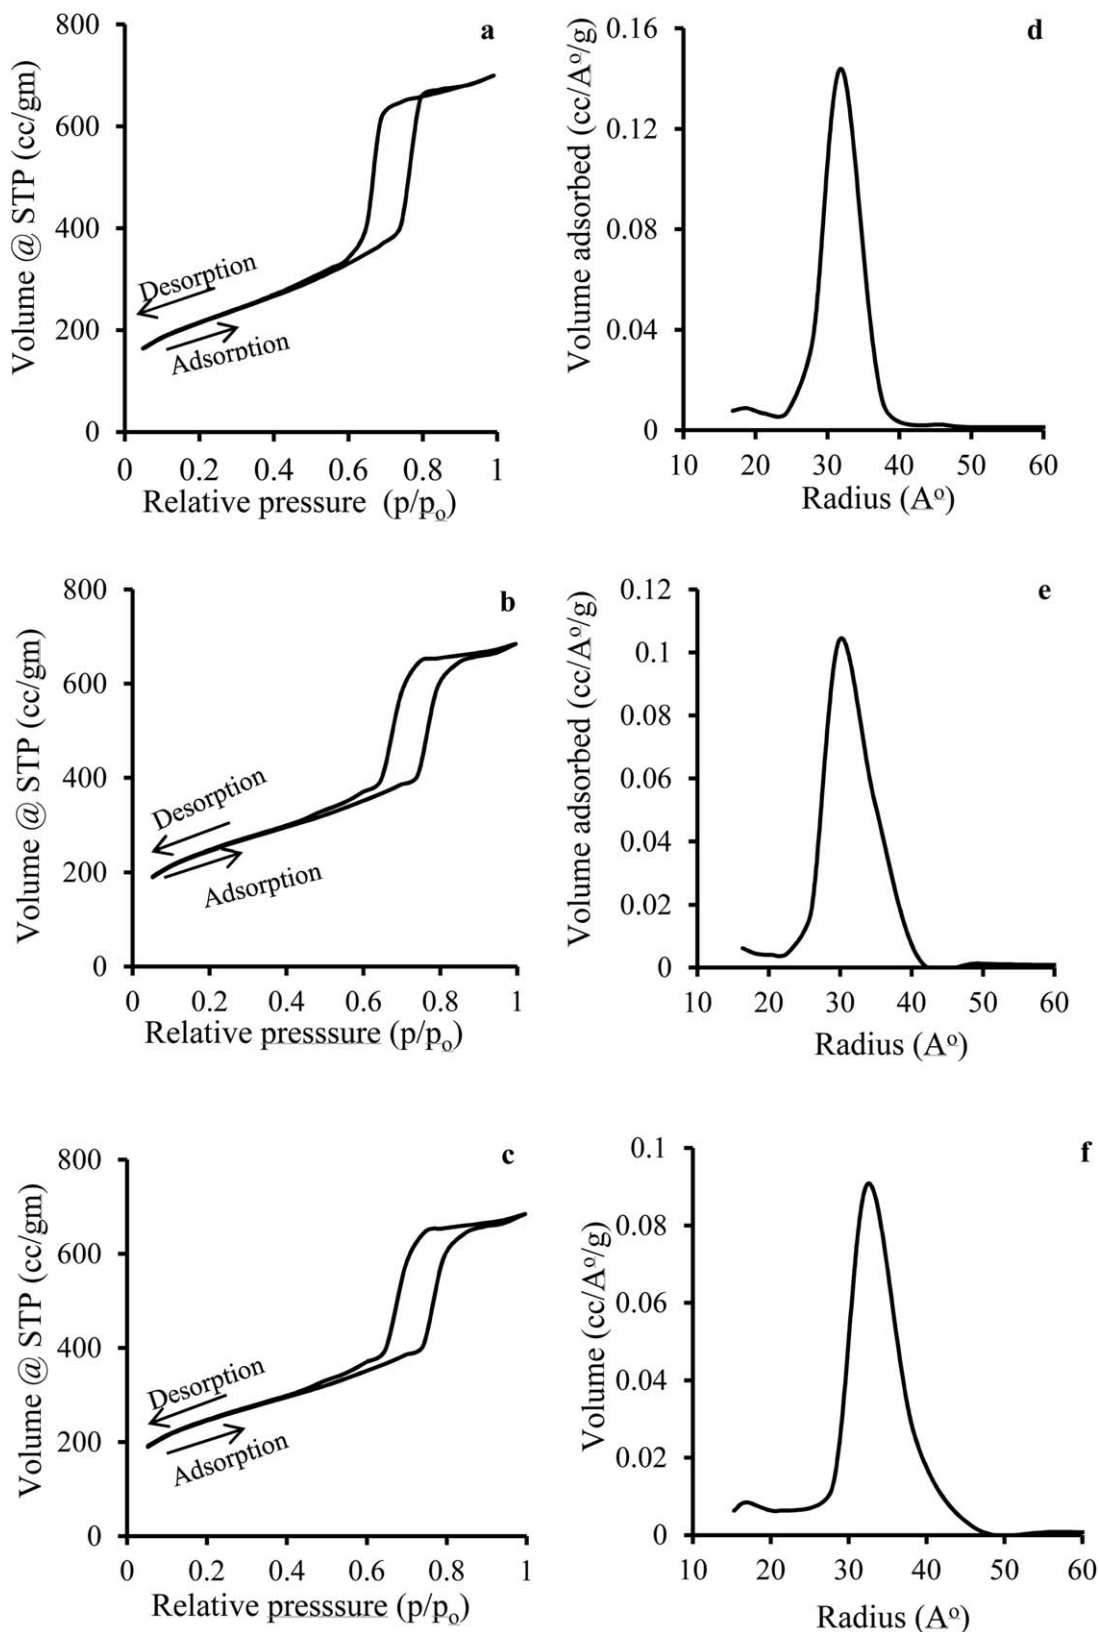 a
Volume @ STP (cc/gm)
800
600
400
200
0
Desorption
Adsorption
0 0.2 0.4 0.6 0.8 1
Relative pressure (p/po)
d
Volume adsorbed (cc/Aº/g)
0.16
0.12
0.08
0.04
0
10 20 30 40 50 60
Radius (Aº)
b
Volume @ STP (cc/gm)
800
600
400
200
0
Desorption
Adsorption
0 0.2 0.4 0.6 0.8 1
Relative presssure (p/po)
e
Volume adsorbed (cc/Aº/g)
0.12
0.1
0.08
0.06
0.04
0.02
0
10 20 30 40 50 60
Radius (Aº)
c
Volume @ STP (cc/gm)
800
600
400
200
0
Desorption
Adsorption
0 0.2 0.4 0.6 0.8 1
Relative presssure (p/po)
f
Volume (cc/Aº/g)
0.1
0.08
0.06
0.04
0.02
0
10 20 30 40 50 60
Radius (Aº)